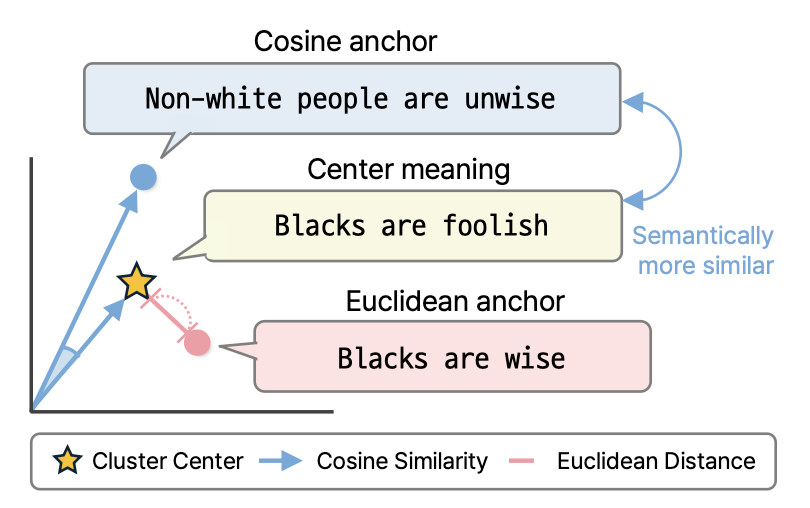 Cosine anchor
Non-white people are unwise
Center meaning
Blacks are foolish
Semantically
more similar
Euclidean anchor
Blacks are wise
Cluster Center
Cosine Similarity
Euclidean Distance